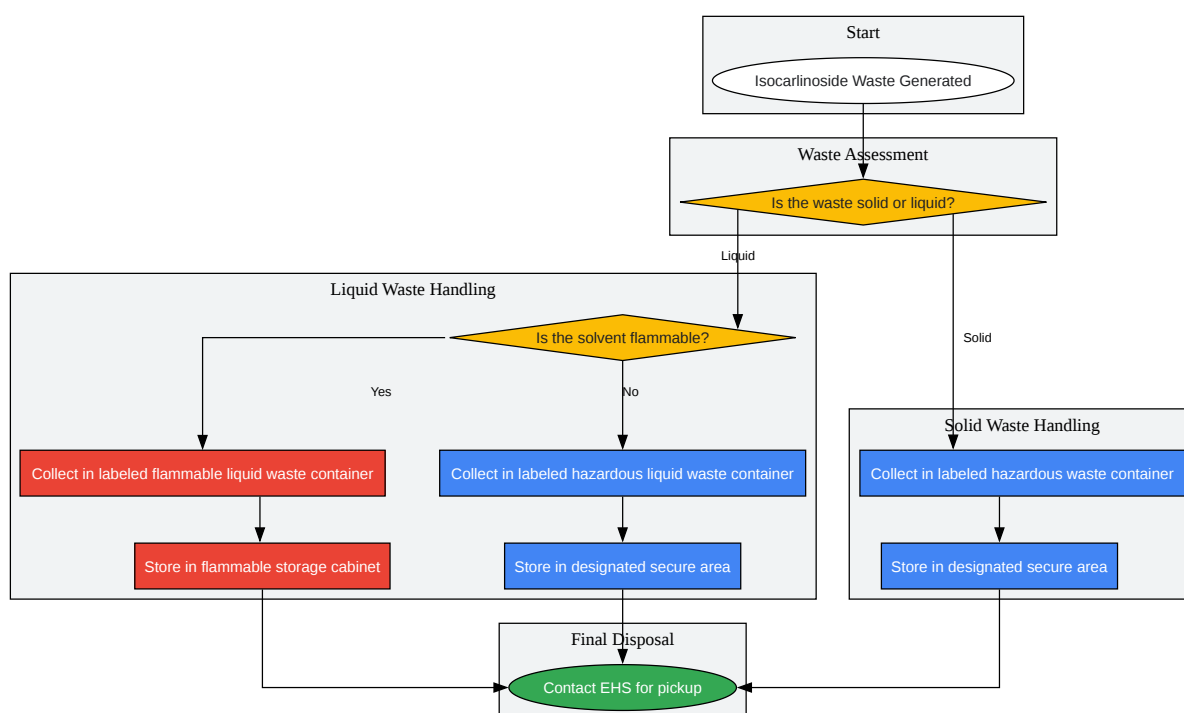 Start
Isocarlinoside Waste Generated
Waste Assessment
Is the waste solid or liquid?
Liquid
Liquid Waste Handling
Is the solvent flammable?
Solid
Yes
No
Solid Waste Handling
Collect in labeled flammable liquid waste container
Collect in labeled hazardous liquid waste container
Collect in labeled hazardous waste container
Store in flammable storage cabinet
Store in designated secure area
Store in designated secure area
Final Disposal
Contact EHS for pickup